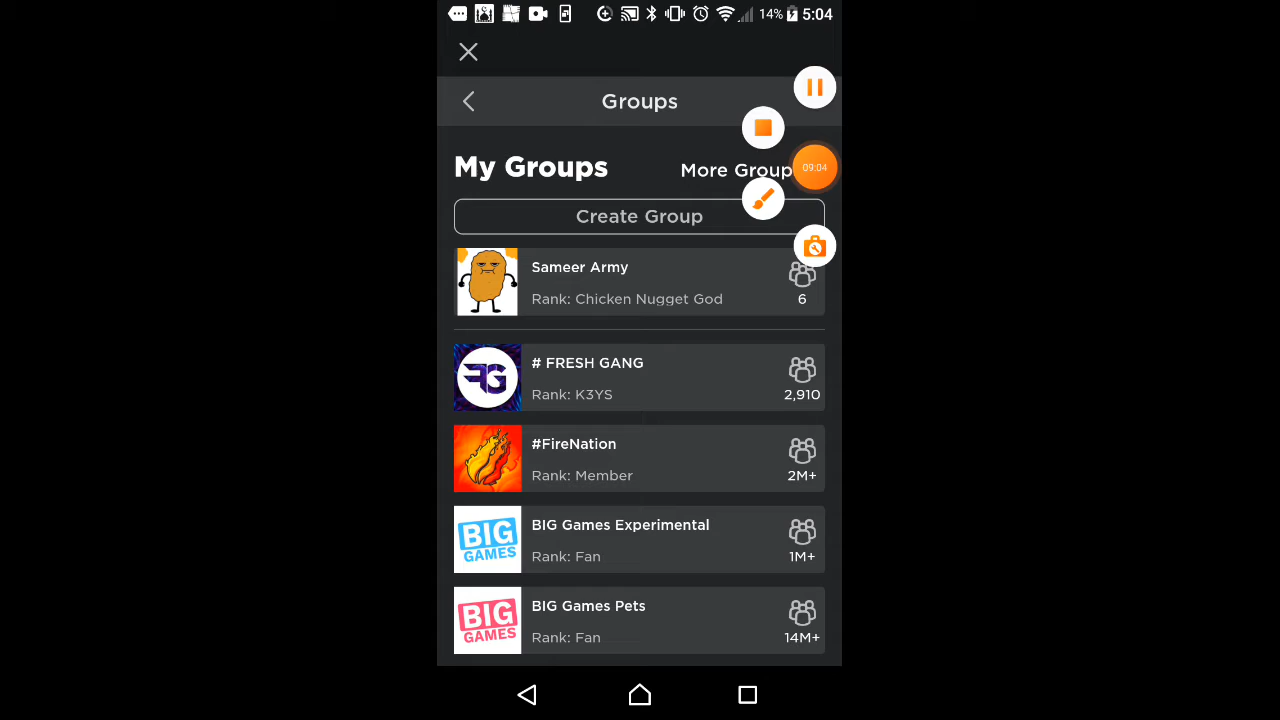 14% 5:04
Groups
My Groups
More Group
09:04
Create Group
Sameer Army
Rank: Chicken Nugget God
6
FG
# FRESH GANG
Rank: K3YS
2,910
#FireNation
Rank: Member
2M+
BIG
GAMES
BIG Games Experimental
Rank: Fan
1M+
BIG
GAMES
BIG Games Pets
Rank: Fan
14M+